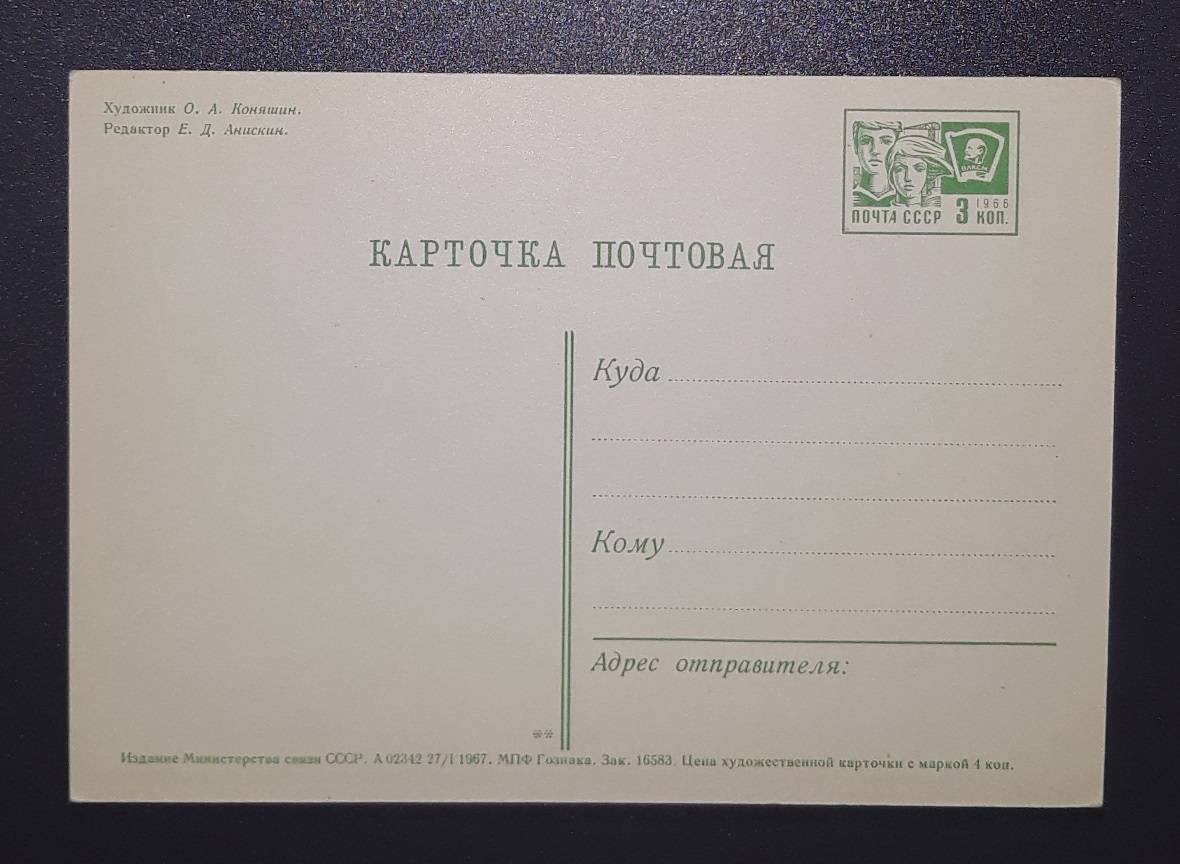 Художник О. А. Коняшин.
Редактор Е. Д. Анискин.
ВЛКСМ
1966
ПОЧТА СССР 3 КОП.
КАРТОЧКА ПОЧТОВАЯ
Куда
Кому
Адрес отправителя:
**
Издание Министерства связи СССР. А 02342 27/I 1967. МПФ Гознака. Зак. 16583. Цена художественной карточки с маркой 4 коп.